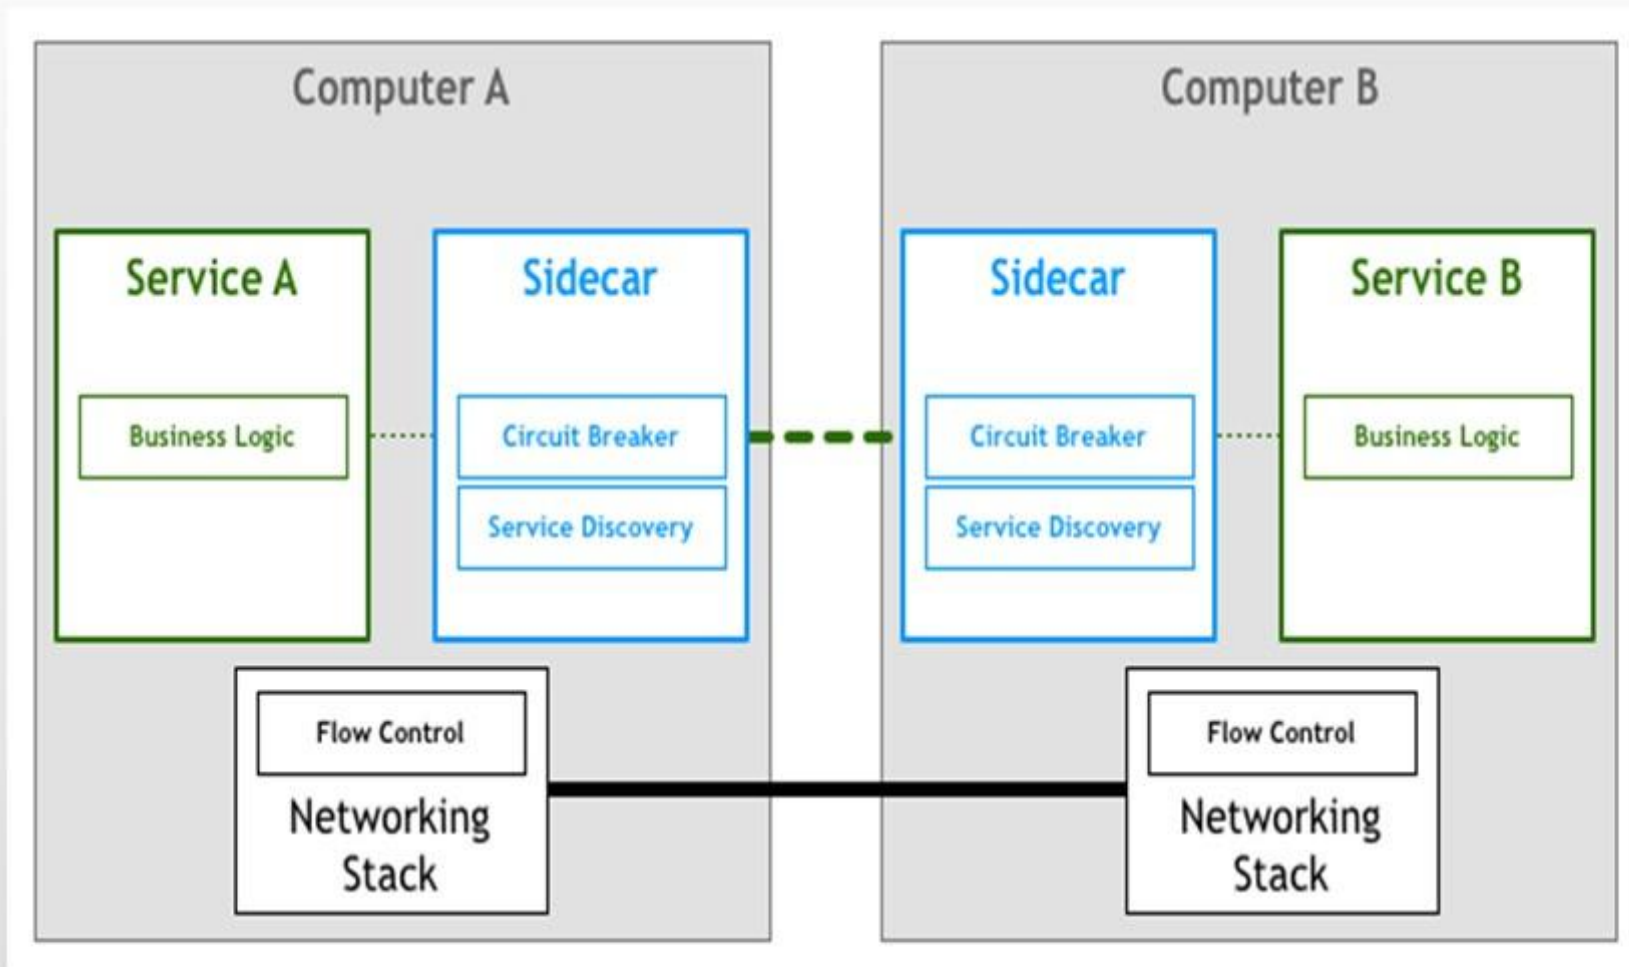 Computer A
Service A
Business Logic
Sidecar
Circuit Breaker
Service Discovery
Flow Control
Networking
Stack
Computer B
Sidecar
Circuit Breaker
Service Discovery
Service B
Business Logic
Flow Control
Networking
Stack